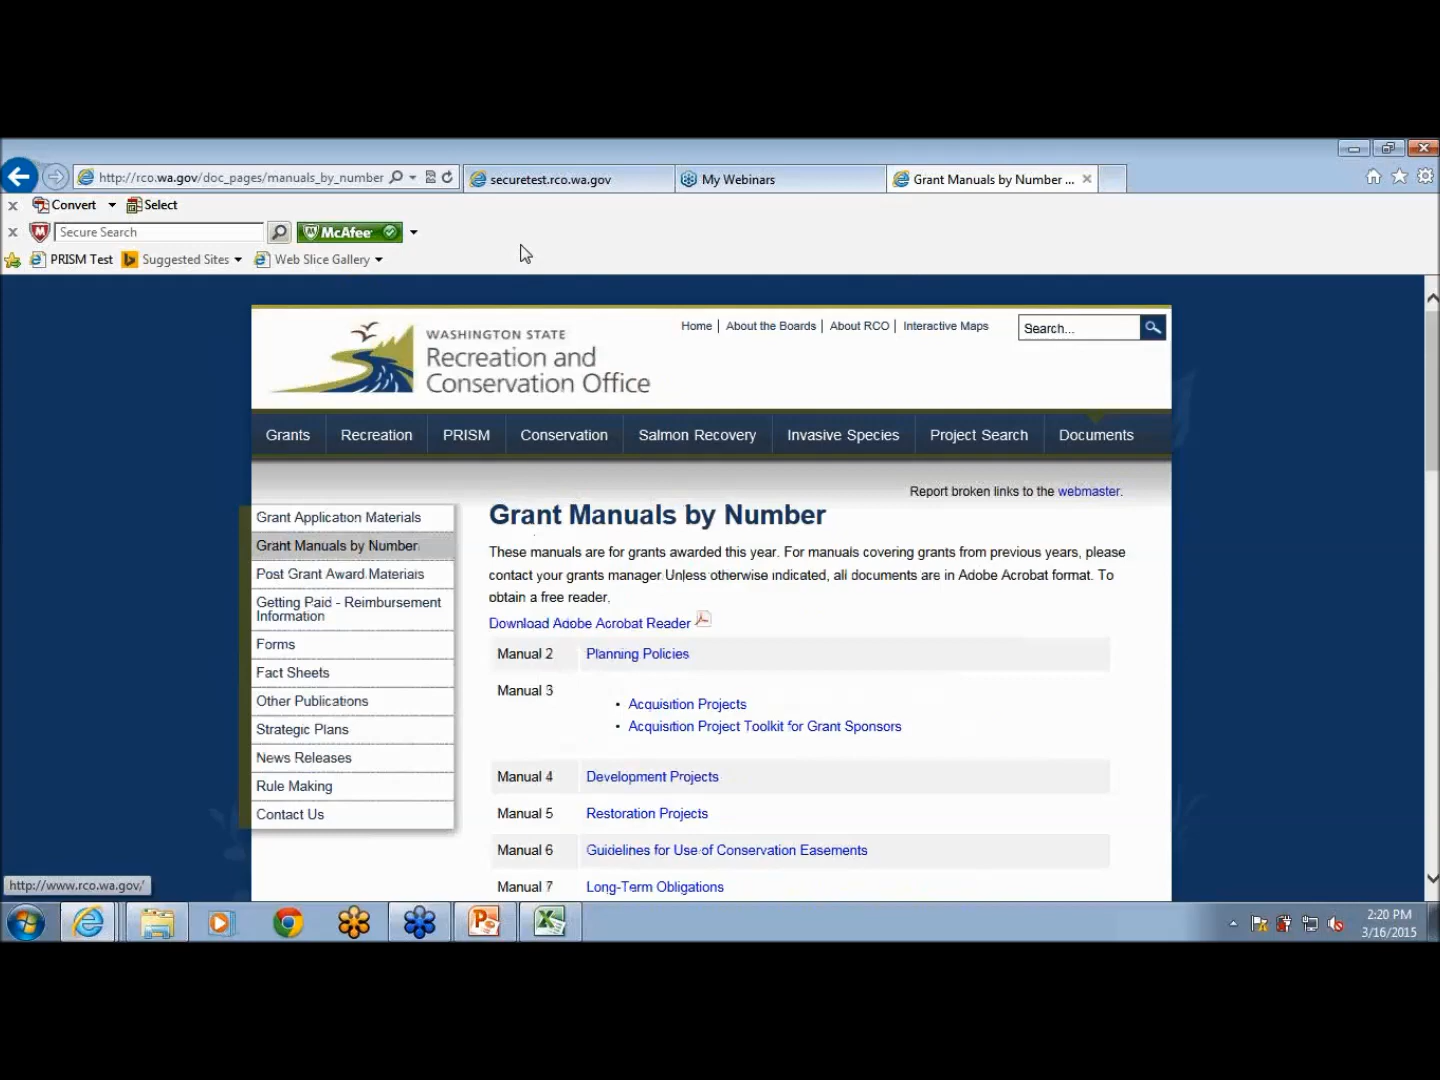 http://rco.wa.gov/doc_pages/manuals_by_number
securetest.rco.wa.gov
My Webinars
Grant Manuals by Number ...
Convert
Select
Secure Search
McAfee
PRISM Test
Suggested Sites
Web Slice Gallery
WASHINGTON STATE
Recreation and
Conservation Office
Home | About the Boards | About RCO | Interactive Maps
Search...
Grants
Recreation
PRISM
Conservation
Salmon Recovery
Invasive Species
Project Search
Documents
Report broken links to the webmaster.
Grant Application Materials
Grant Manuals by Number
Post Grant Award Materials
Getting Paid - Reimbursement
Information
Forms
Fact Sheets
Other Publications
Strategic Plans
News Releases
Rule Making
Contact Us
Grant Manuals by Number
These manuals are for grants awarded this year. For manuals covering grants from previous years, please
contact your grants manager.Unless otherwise indicated, all documents are in Adobe Acrobat format. To
obtain a free reader.
Download Adobe Acrobat Reader
Manual 2 Planning Policies
Manual 3
• Acquisition Projects
• Acquisition Project Toolkit for Grant Sponsors
Manual 4 Development Projects
Manual 5 Restoration Projects
Manual 6 Guidelines for Use of Conservation Easements
Manual 7 Long-Term Obligations
http://www.rco.wa.gov/
2:20 PM
3/16/2015